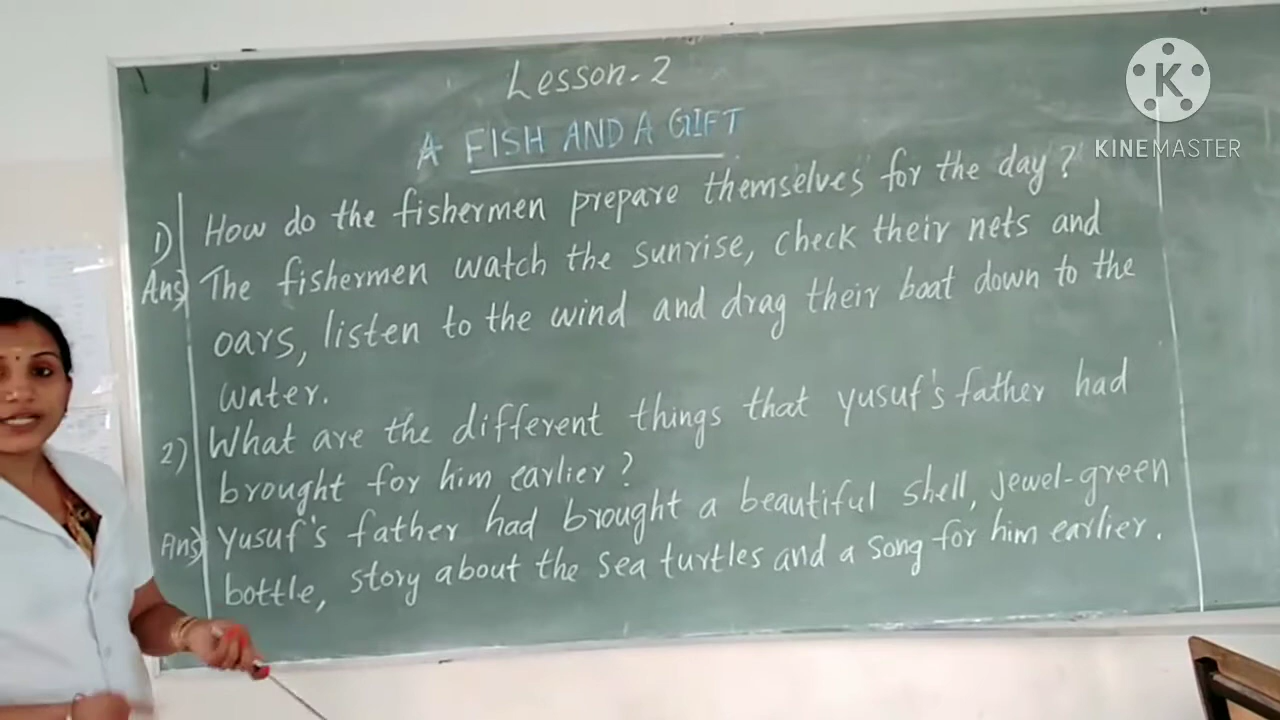 Lesson-2
A FISH AND A GIFT
1) How do the fishermen prepare themselves for the day?
Ans) The fishermen watch the sunrise, check their nets and
oars, listen to the wind and drag their boat down to the
water.
2) What are the different things that yusuf's father had
brought for him earlier?
Ans) Yusuf's father had brought a beautiful shell, jewel-green
bottle, story about the sea turtles and a song for him earlier.
K
KINEMASTER